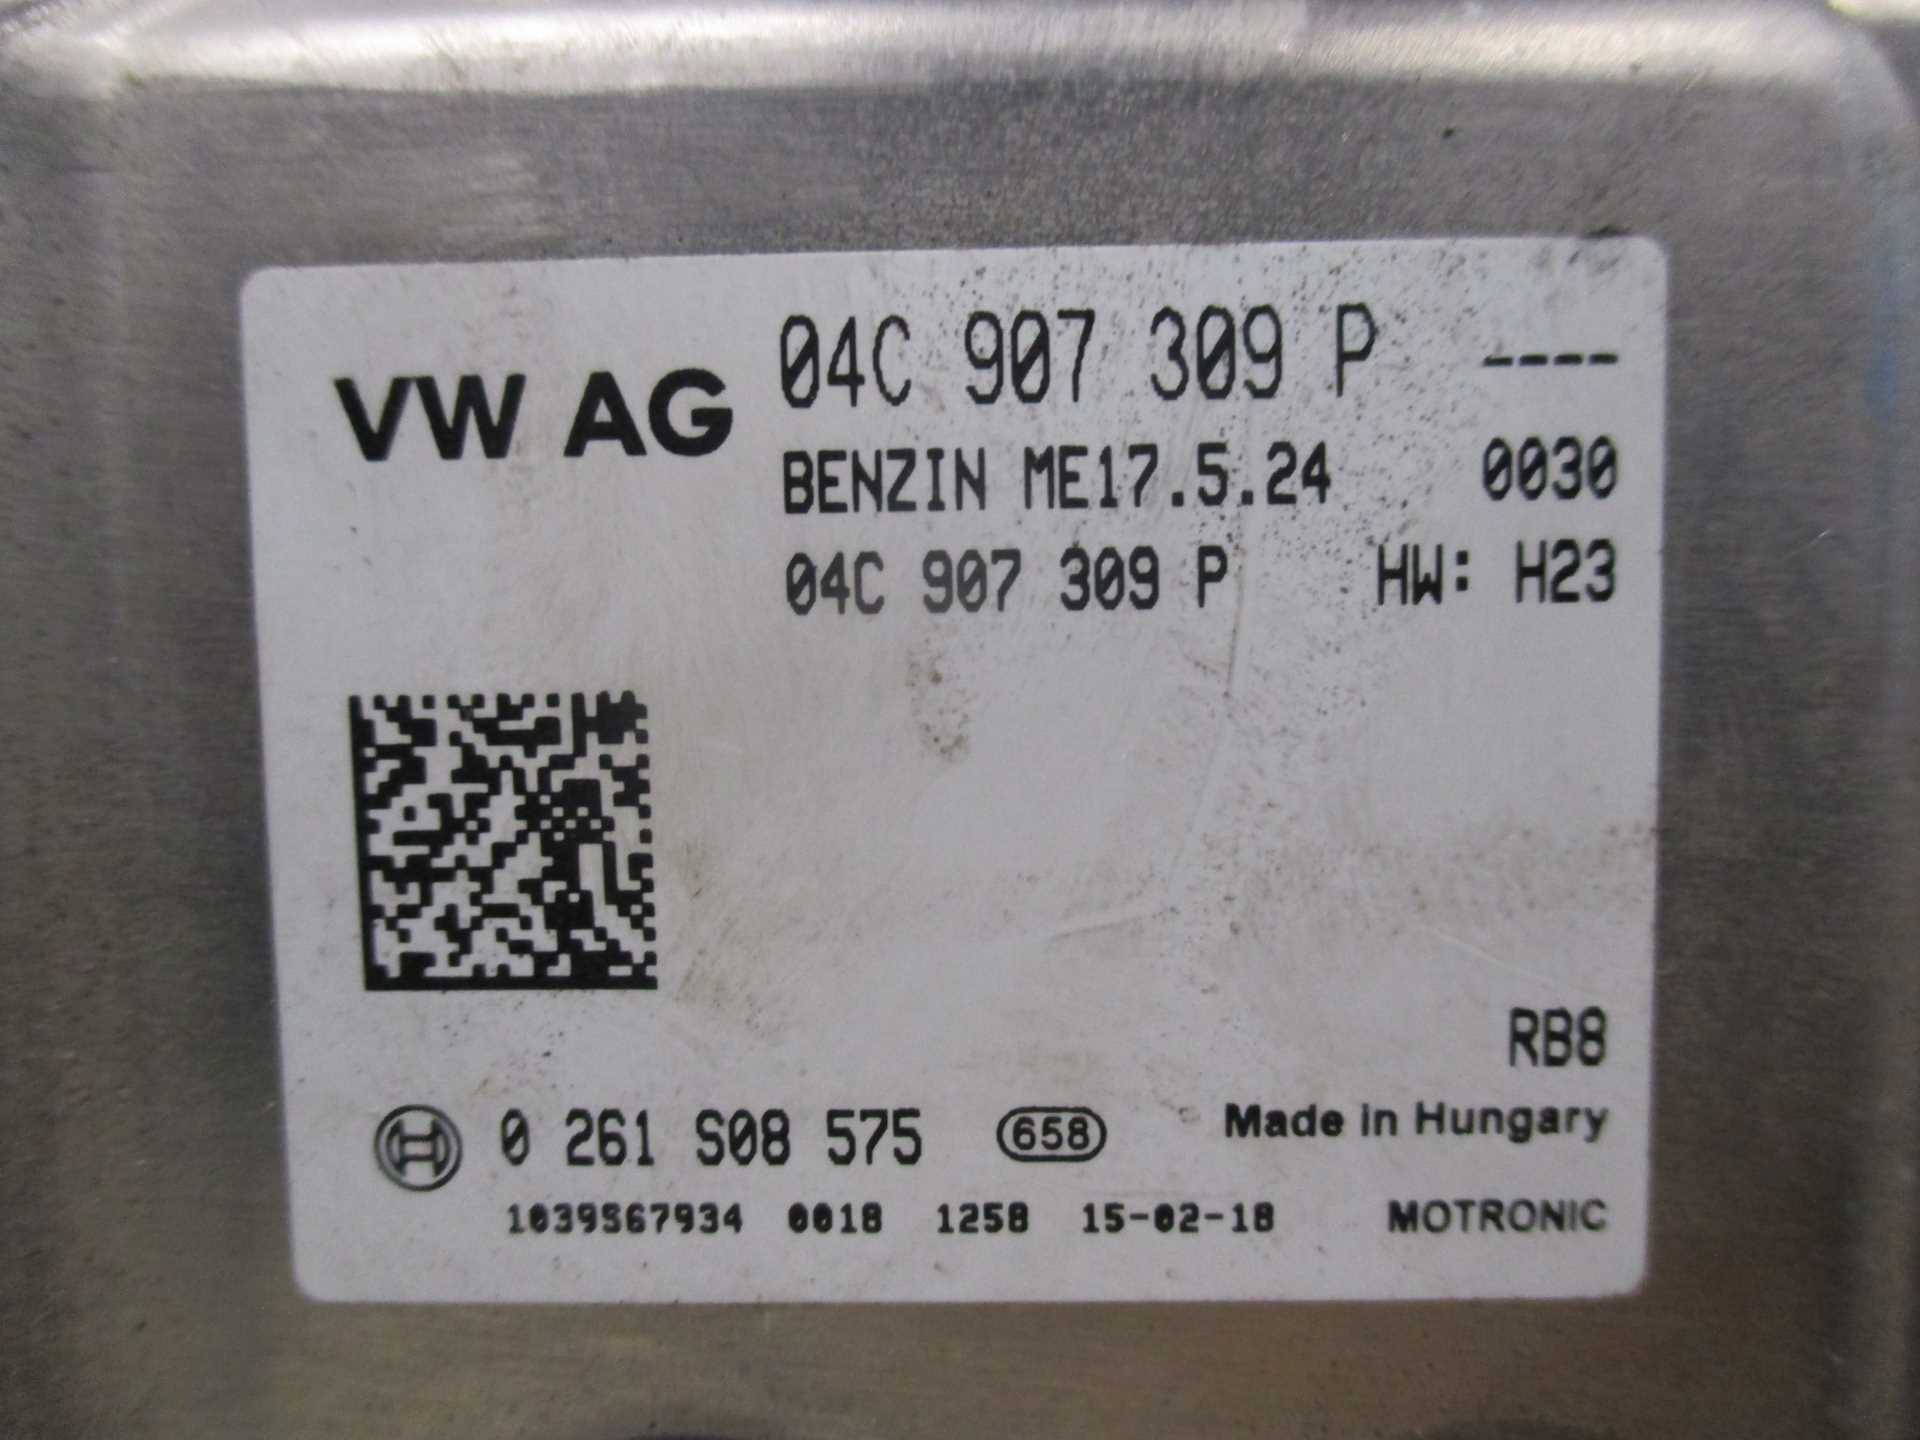 VW AG 04C 907 309 P ----
BENZIN ME17.5.24 0030
04C 907 309 P HW: H23
RB8
0 261 S08 575 658 Made in Hungary
1039S67934 0018 1258 15-02-18 MOTRONIC